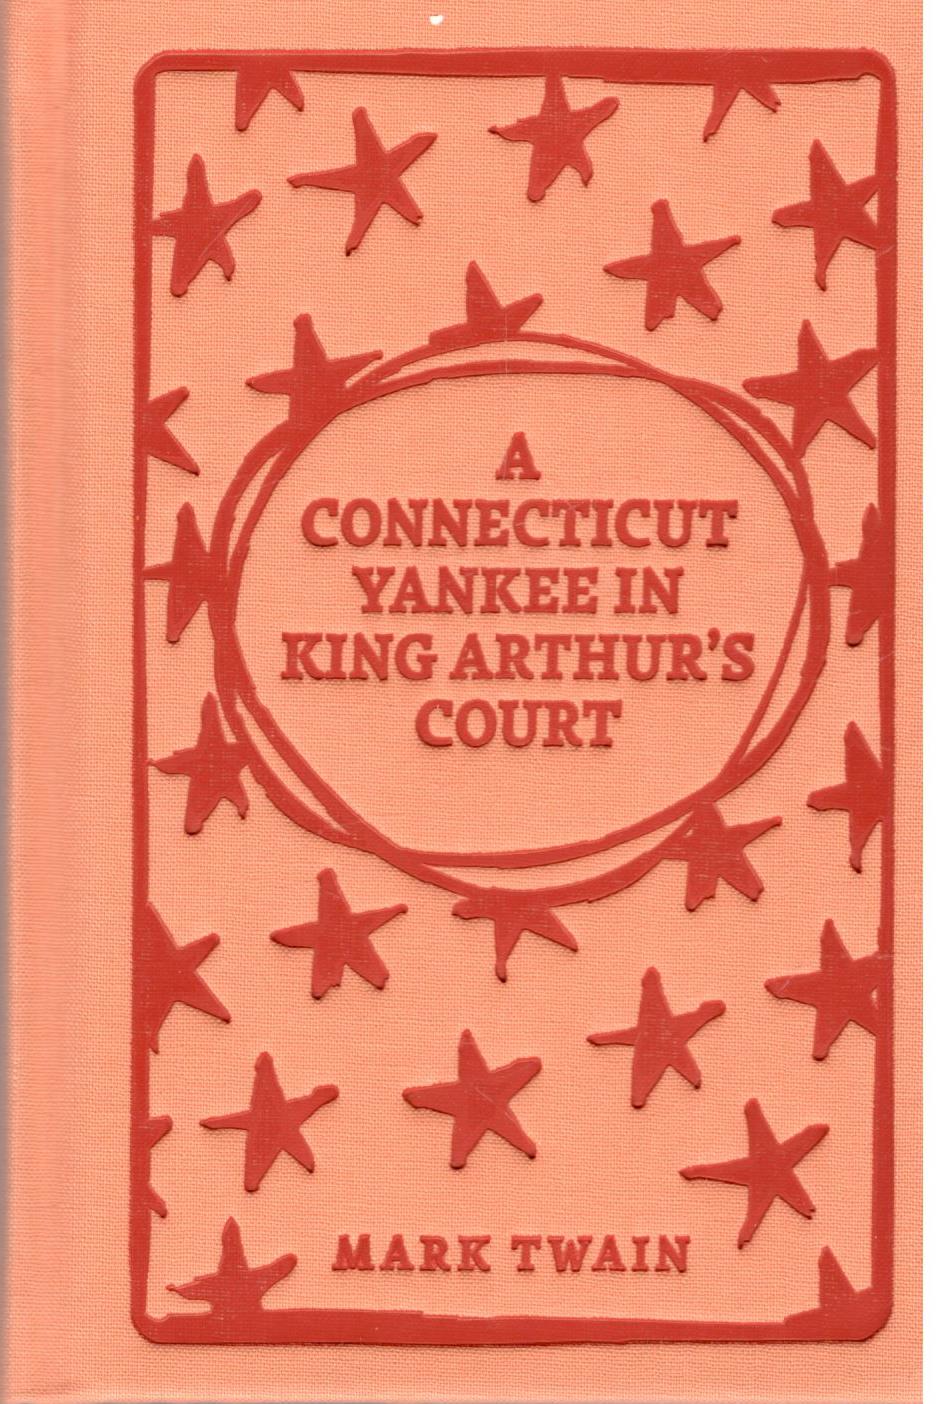 A
CONNECTICUT
YANKEE IN
KING ARTHUR'S
COURT
MARK TWAIN